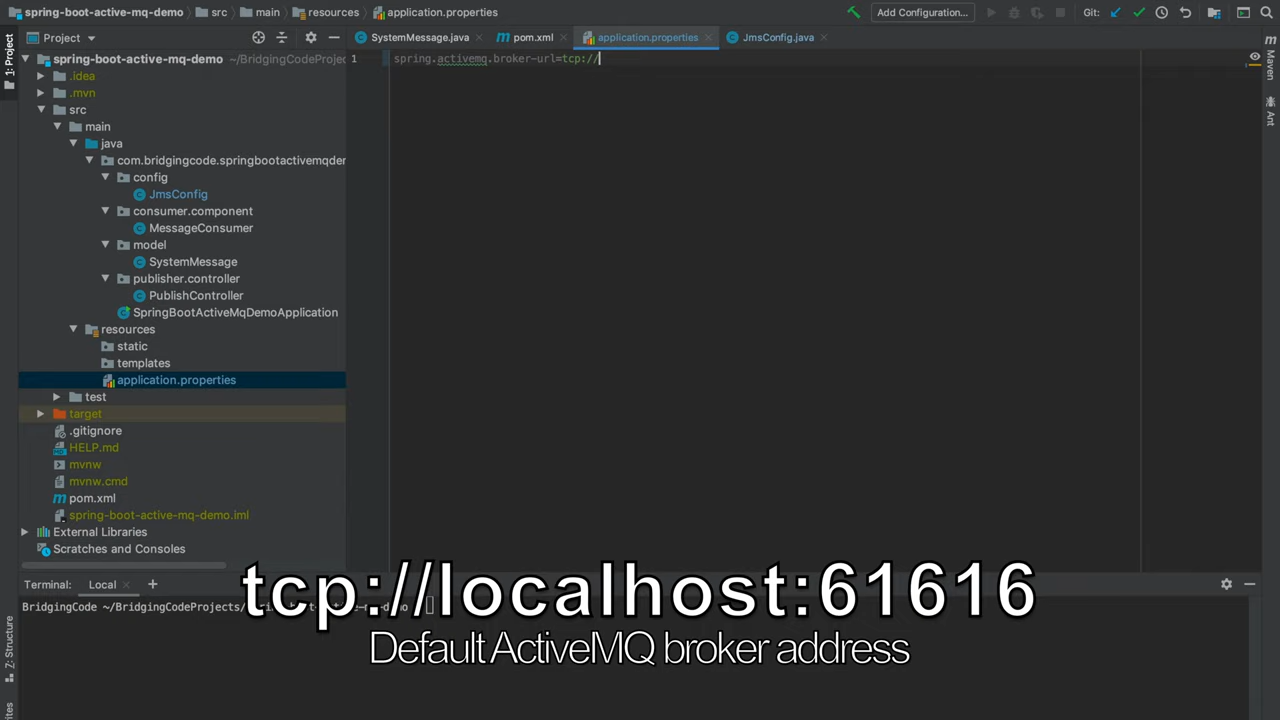 spring-boot-active-mq-demo
src
main
resources
application.properties
Add Configuration...
Git:
Project
SystemMessage.java
pom.xml
application.properties
JmsConfig.java
1: Project
spring-boot-active-mq-demo ~/BridgingCodeProjec
1
spring.activemq.broker-url=tcp://
.idea
.mvn
src
main
java
com.bridgingcode.springbootactivemqdem
config
JmsConfig
consumer.component
MessageConsumer
model
SystemMessage
publisher.controller
PublishController
SpringBootActiveMqDemoApplication
resources
static
templates
application.properties
test
target
.gitignore
HELP.md
mvnw
mvnw.cmd
pom.xml
spring-boot-active-mq-demo.iml
External Libraries
Scratches and Consoles
Maven
Ant
tcp://localhost:61616
Default ActiveMQ broker address
Terminal:
Local
+
BridgingCode ~/BridgingCodeProjects/
Z: Structure